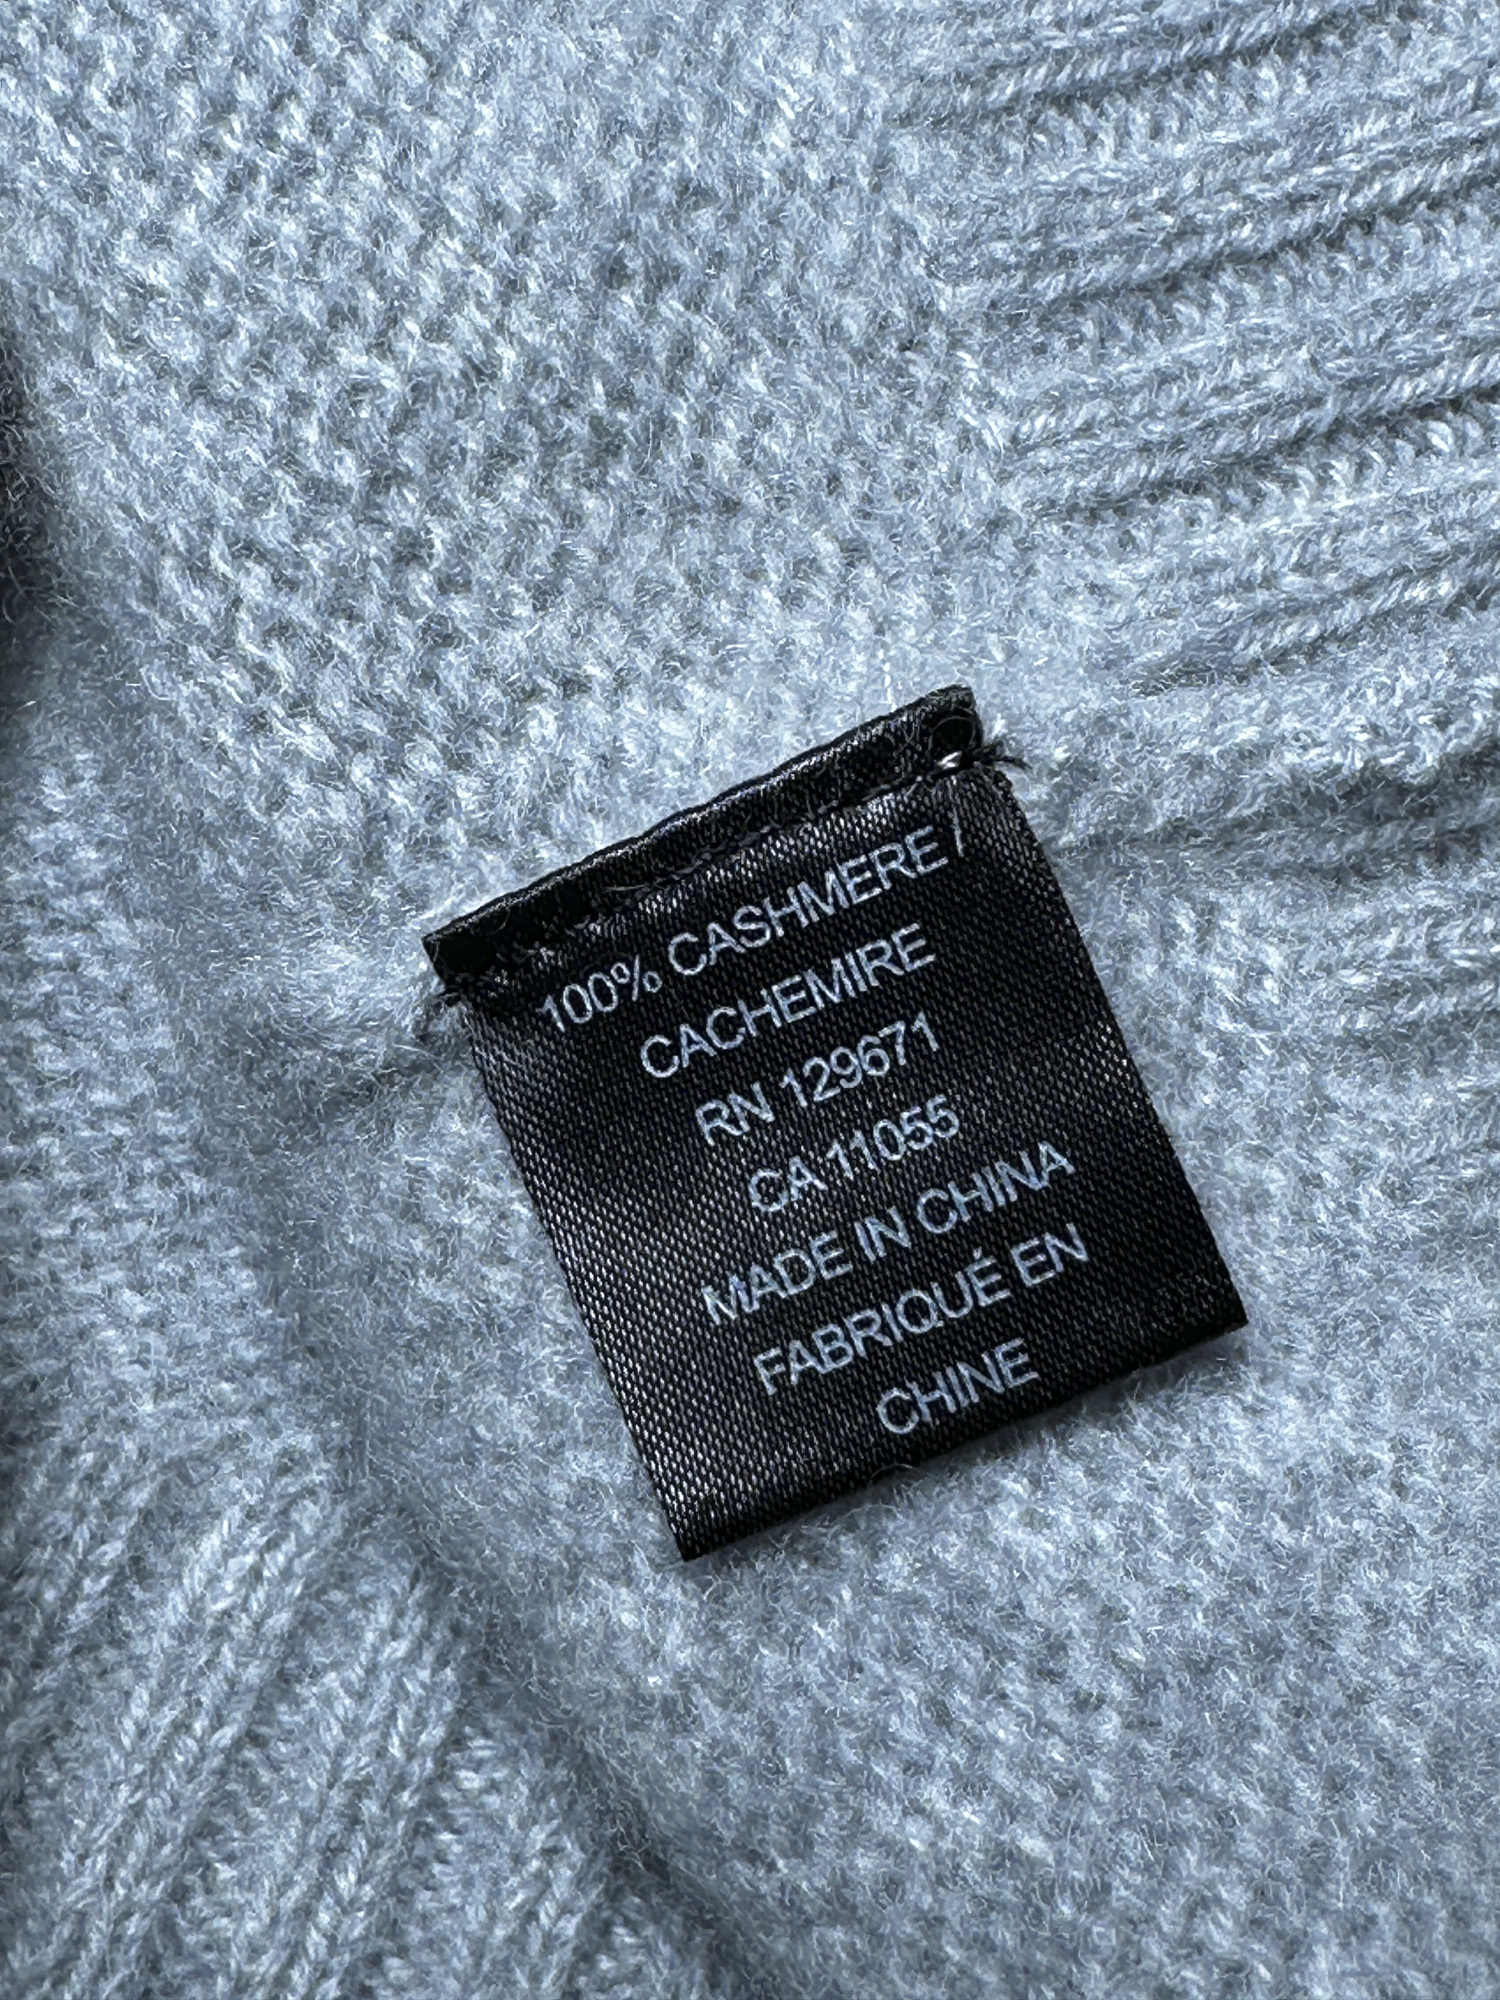 100% CASHMERE /
CACHEMIRE
RN 129671
CA 11055
MADE IN CHINA
FABRIQUÉ EN
CHINE